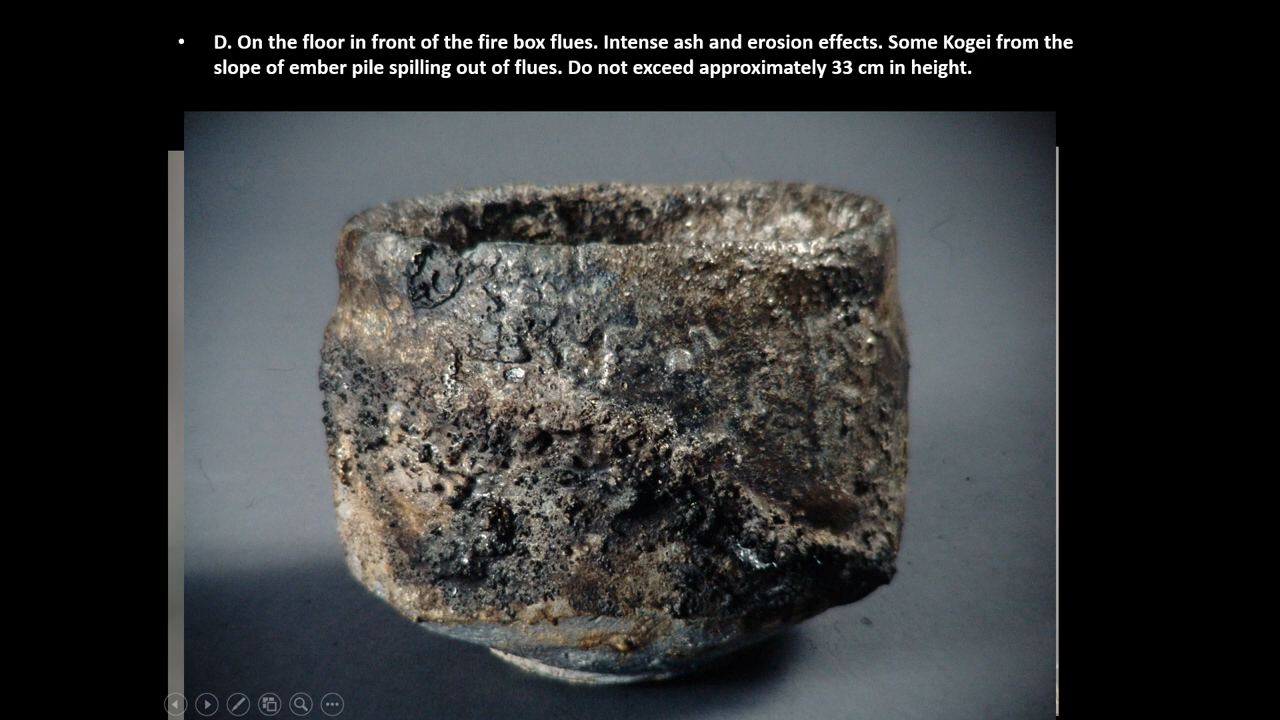 • D. On the floor in front of the fire box flues. Intense ash and erosion effects. Some Kogei from the
slope of ember pile spilling out of flues. Do not exceed approximately 33 cm in height.